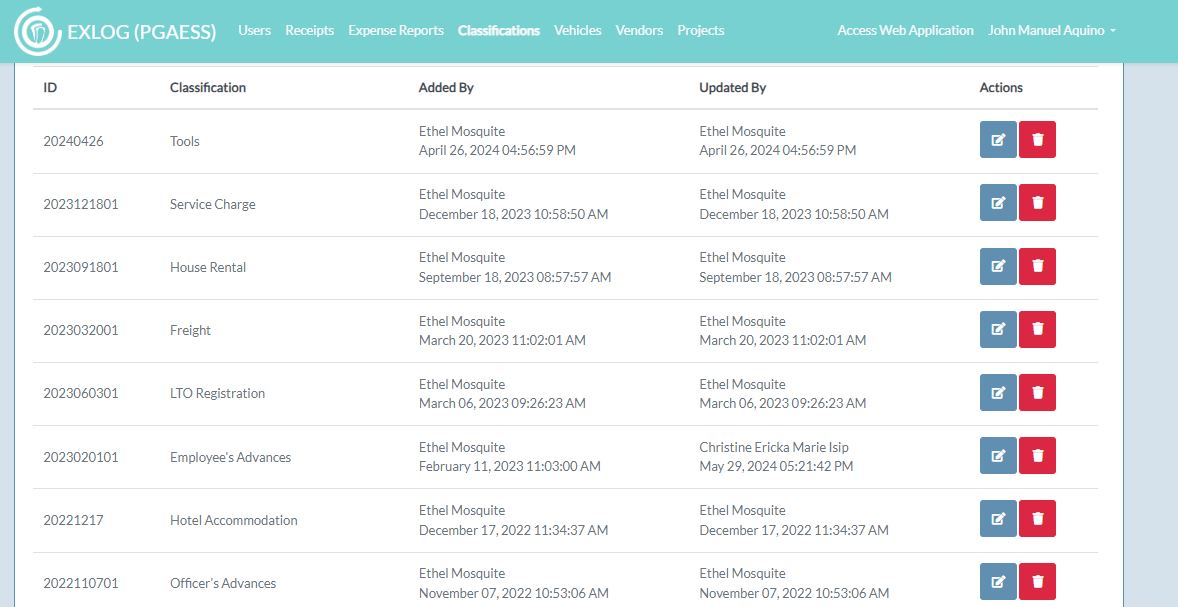 EXLOG (PGAESS) Users Receipts Expense Reports Classifications Vehicles Vendors Projects Access Web Application John Manuel Aquino
ID Classification Added By Updated By Actions
20240426 Tools Ethel Mosquite Ethel Mosquite
April 26, 2024 04:56:59 PM April 26, 2024 04:56:59 PM
2023121801 Service Charge Ethel Mosquite Ethel Mosquite
December 18, 2023 10:58:50 AM December 18, 2023 10:58:50 AM
2023091801 House Rental Ethel Mosquite Ethel Mosquite
September 18, 2023 08:57:57 AM September 18, 2023 08:57:57 AM
2023032001 Freight Ethel Mosquite Ethel Mosquite
March 20, 2023 11:02:01 AM March 20, 2023 11:02:01 AM
2023060301 LTO Registration Ethel Mosquite Ethel Mosquite
March 06, 2023 09:26:23 AM March 06, 2023 09:26:23 AM
2023020101 Employee's Advances Ethel Mosquite Christine Ericka Marie Isip
February 11, 2023 11:03:00 AM May 29, 2024 05:21:42 PM
20221217 Hotel Accommodation Ethel Mosquite Ethel Mosquite
December 17, 2022 11:34:37 AM December 17, 2022 11:34:37 AM
2022110701 Officer's Advances Ethel Mosquite Ethel Mosquite
November 07, 2022 10:53:06 AM November 07, 2022 10:53:06 AM